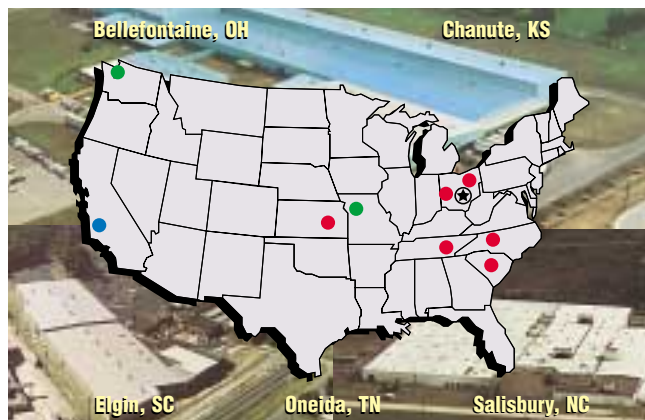 Bellefontaine, OH
Chanute, KS
Elgin, SC
Oneida, TN
Salisbury, NC